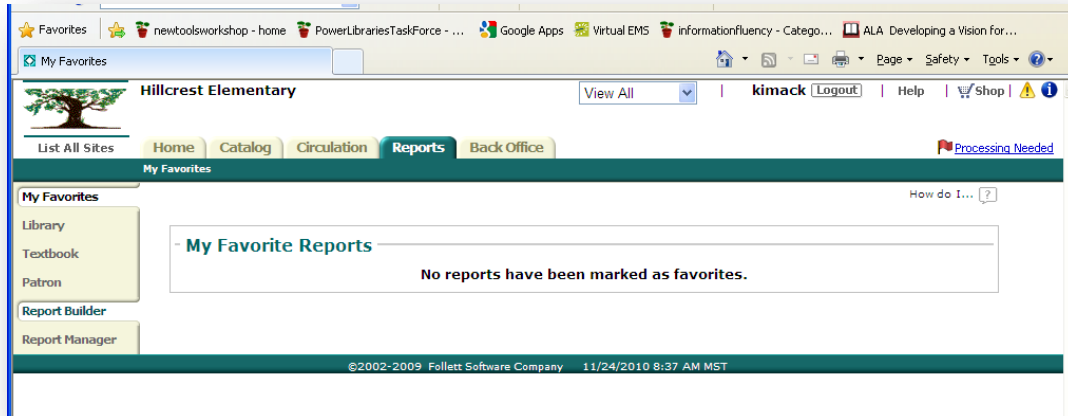 Favorites newtoolsworkshop - home PowerLibrariesTaskForce - ... Google Apps Virtual EMS informationfluency - Catego... ALA Developing a Vision for...
My Favorites Page Safety Tools
Hillcrest Elementary View All | kimack Logout | Help | Shop |
List All Sites Home Catalog Circulation Reports Back Office Processing Needed
My Favorites
My Favorites How do I... ?
Library
Textbook
Patron
Report Builder
Report Manager
My Favorite Reports
No reports have been marked as favorites.
©2002-2009 Follett Software Company 11/24/2010 8:37 AM MST